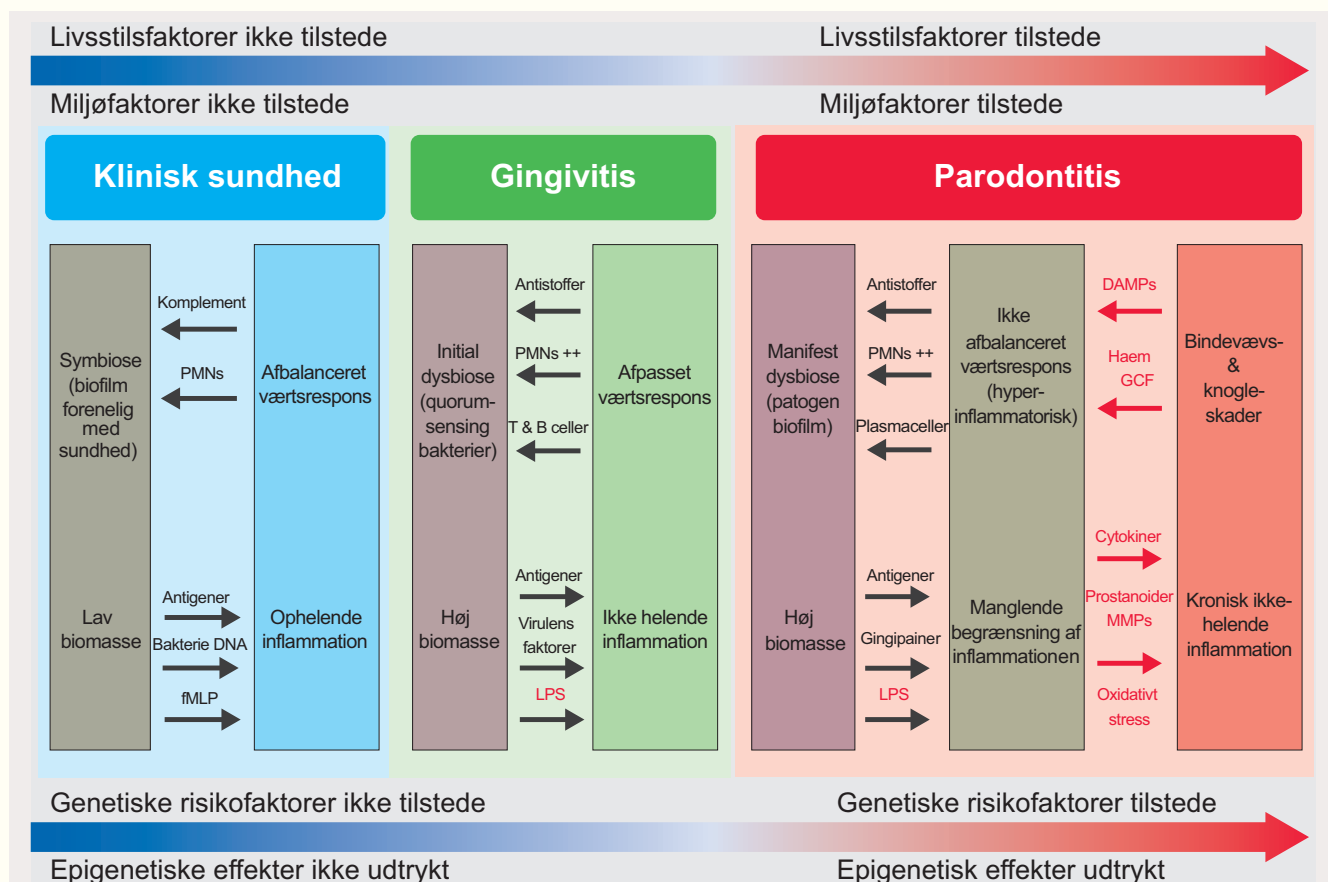 Livsstilsfaktorer ikke tilstede
Livsstilsfaktorer tilstede
Miljøfaktorer ikke tilstede
Miljøfaktorer tilstede
Klinisk sundhed
Symbiose
(biofilm
forenelig
med
sundhed)
Komplement
PMNs
Afbalanceret
værtsrespons
Lav
biomasse
Antigener
Bakterie DNA
fMLP
Ophelende
inflammation
Gingivitis
Initial
dysbiose
(quorum-
sensing
bakterier)
Antistoffer
PMNs ++
T & B celler
Afpasset
værtsrespons
Høj
biomasse
Antigener
Virulens
faktorer
LPS
Ikke helende
inflammation
Parodontitis
Manifest
dysbiose
(patogen
biofilm)
Antistoffer
PMNs ++
Plasmaceller
Ikke
afbalanceret
værtsrespons
(hyper-
inflammatorisk)
DAMPs
Haem
GCF
Bindevævs-
&
knogle-
skader
Høj
biomasse
Antigener
Gingipainer
LPS
Manglende
begrænsning af
inflammationen
Cytokiner
Prostanoider
MMPs
Oxidativt
stress
Kronisk ikke-
helende
inflammation
Genetiske risikofaktorer ikke tilstede
Genetiske risikofaktorer tilstede
Epigenetiske effekter ikke udtrykt
Epigenetisk effekter udtrykt